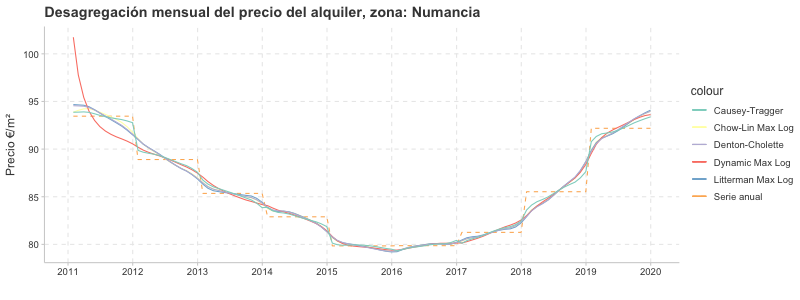 Desagregación mensual del precio del alquiler, zona: Numancia
Precio €/m²
100
95
90
85
80
2011 2012 2013 2014 2015 2016 2017 2018 2019 2020
colour
Causey-Tragger
Chow-Lin Max Log
Denton-Cholette
Dynamic Max Log
Litterman Max Log
Serie anual